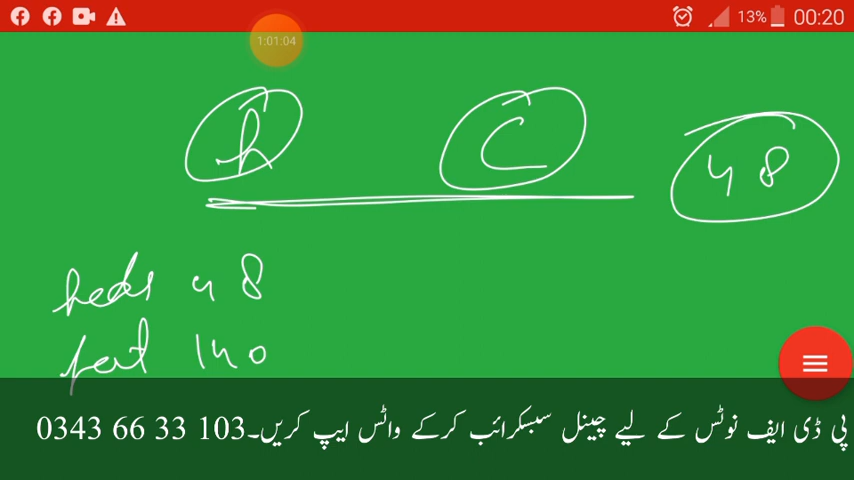 13% 00:20
1:01:04
h C 48
heds 48
feet 140
پی ڈی ایف نوٹس کے لیے چینل سبسکرائب کرکے واٹس ایپ کریں۔ 0343 66 33 103